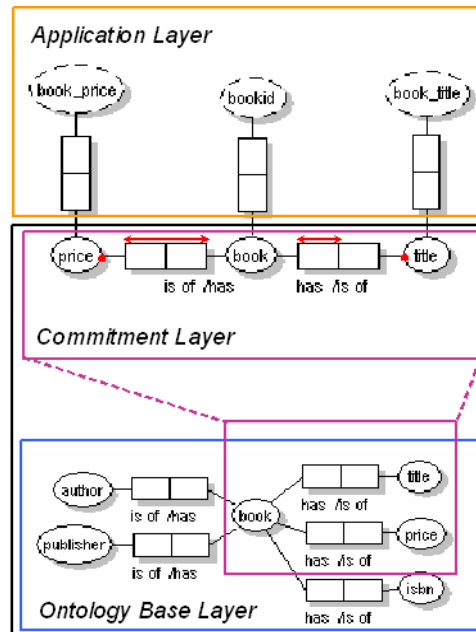 Application Layer
book_price bookid book_title
price book title
is of /has has /is of
Commitment Layer
author title
is of /has book has /is of
publisher price
is of /has has /is of
isbn
Ontology Base Layer has /is of